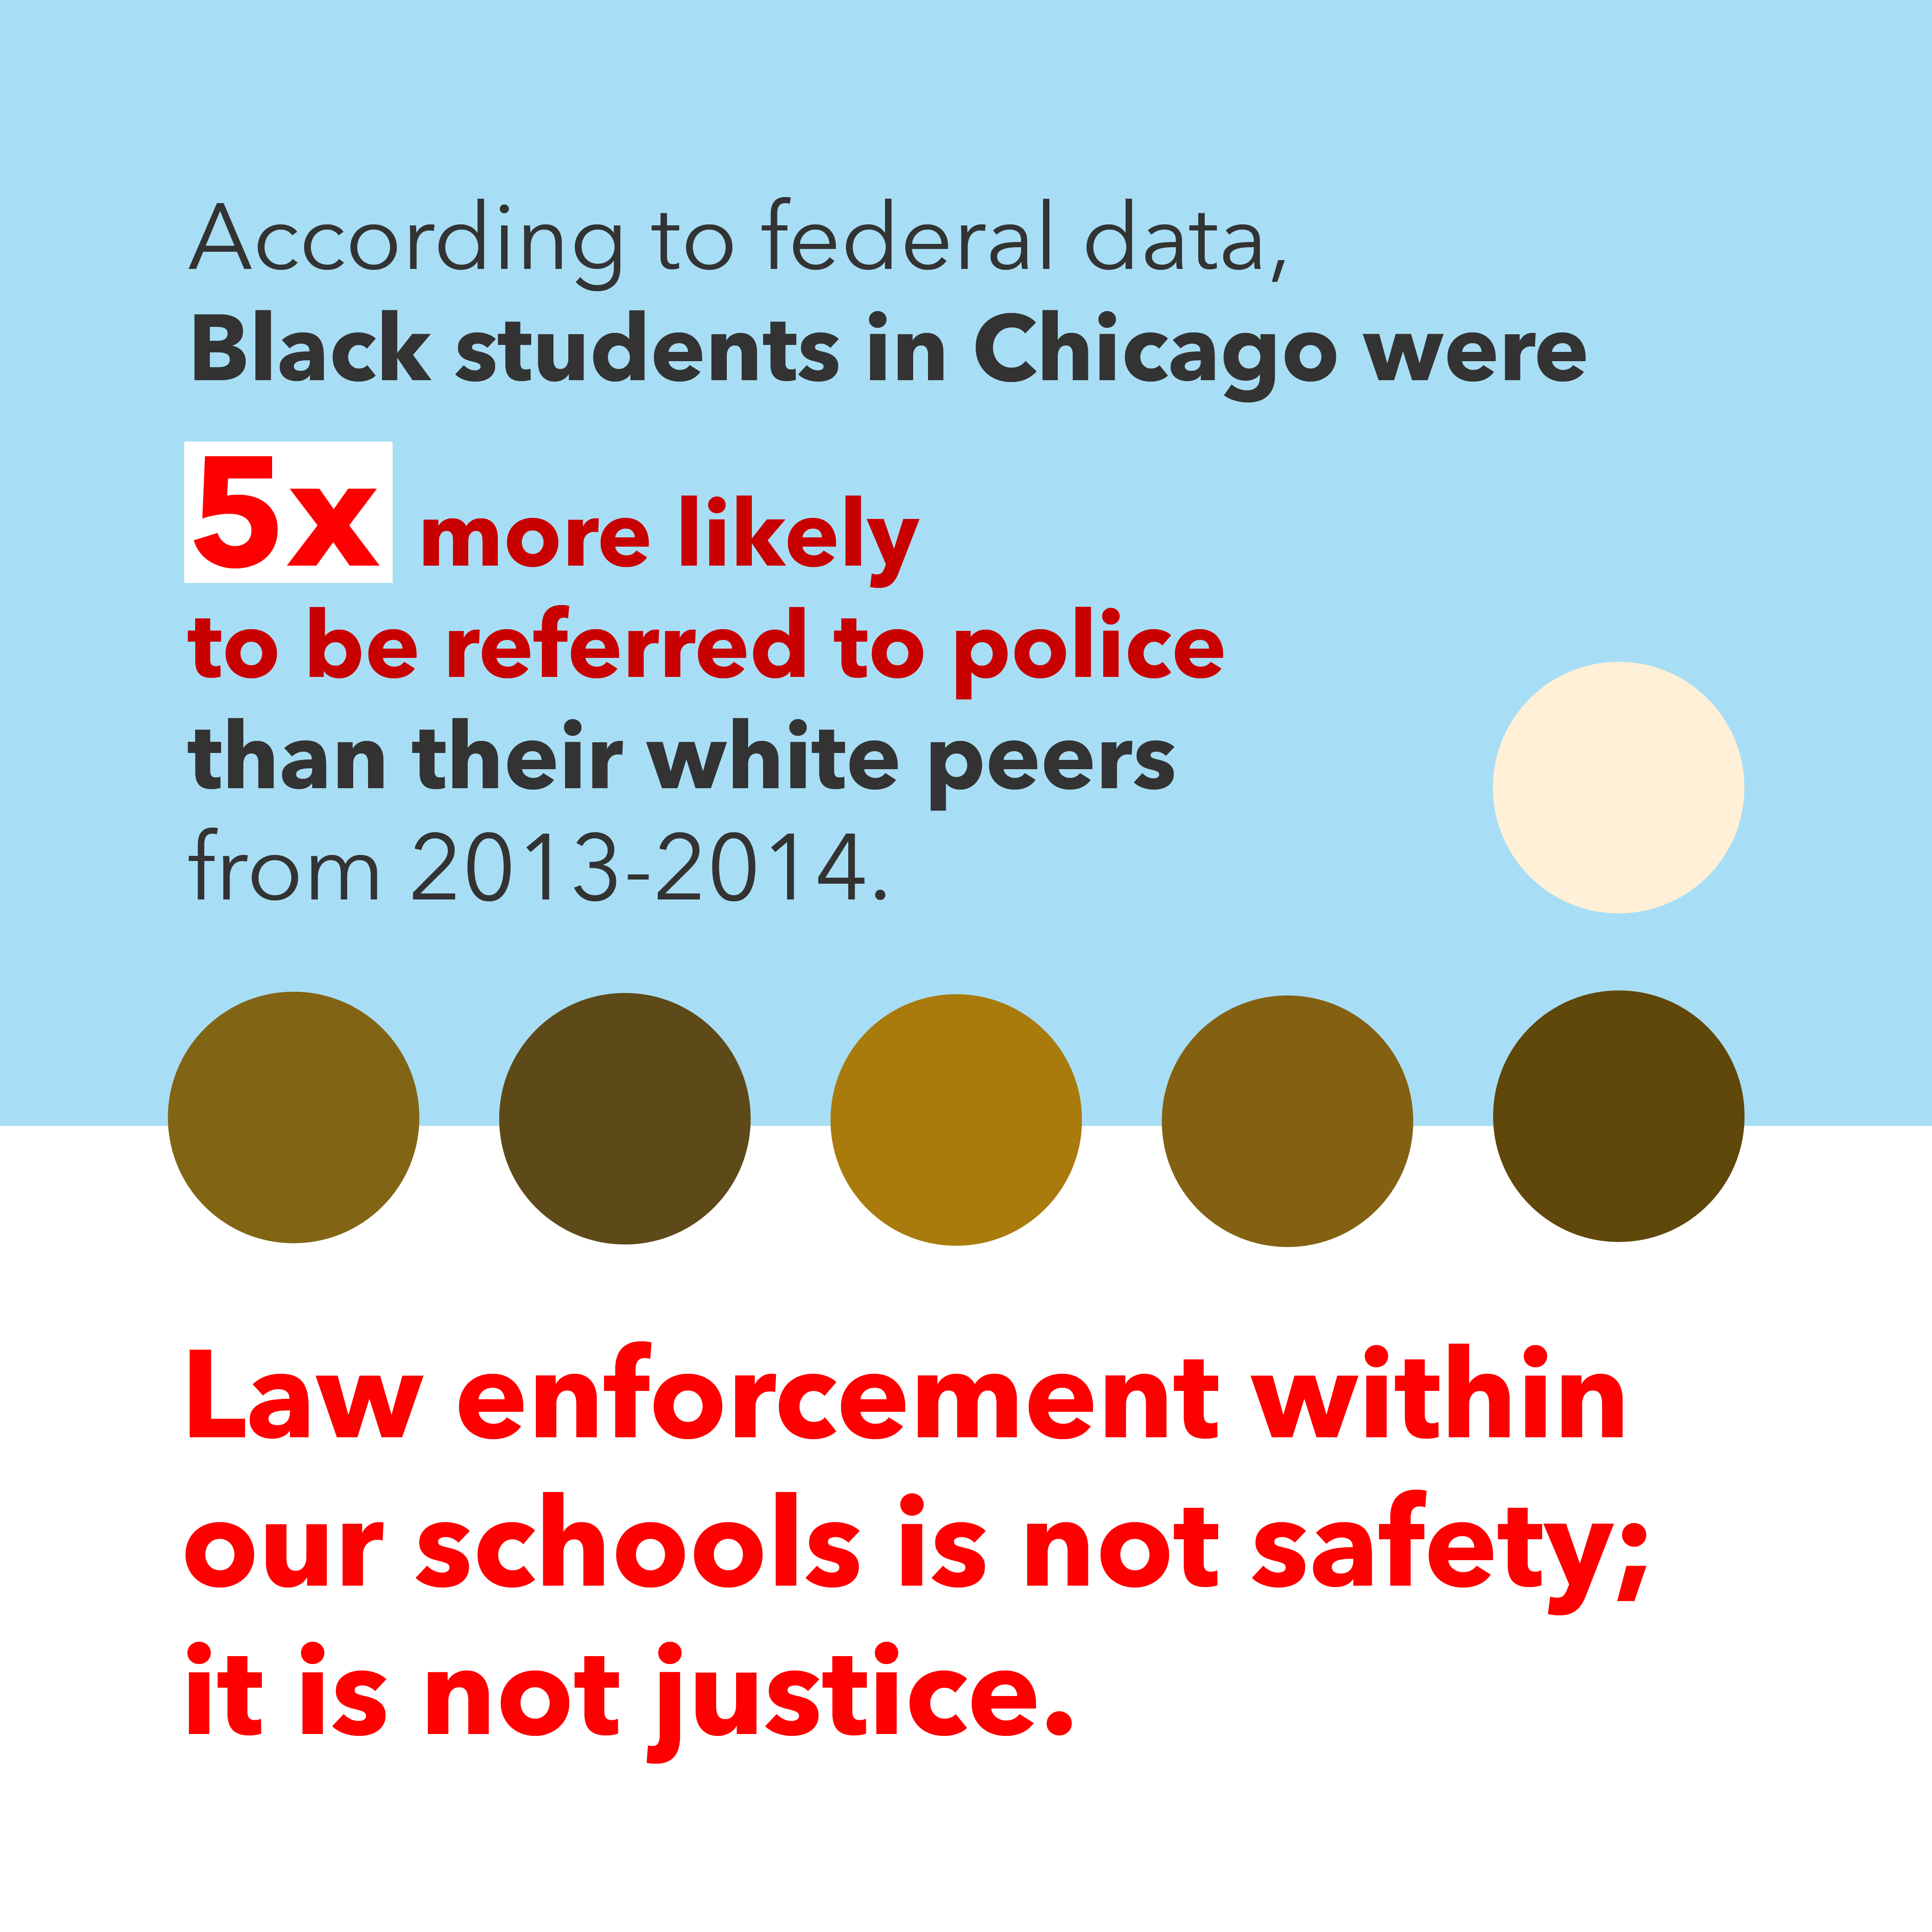 According to federal data,
Black students in Chicago were
5x more likely
to be referred to police
than their white peers
from 2013-2014.
Law enforcement within
our schools is not safety;
it is not justice.